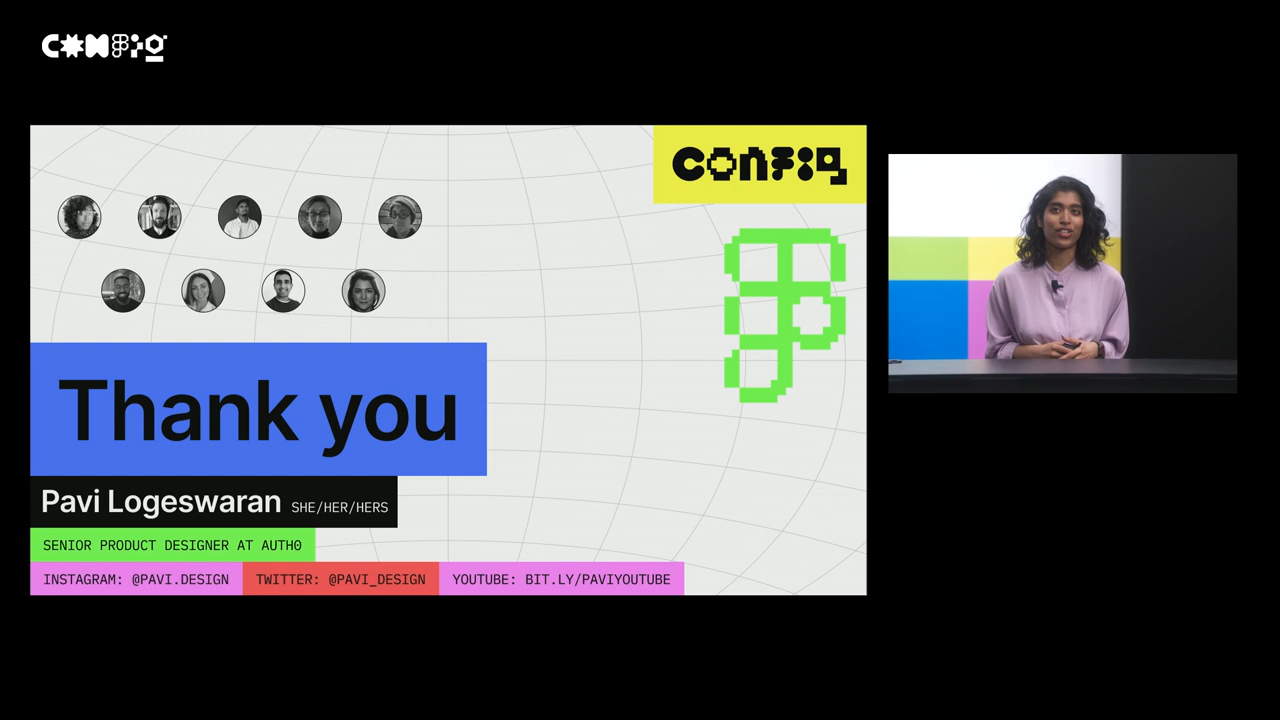 CONFIG
CONFIG
Thank you
Pavi Logeswaran SHE/HER/HERS
SENIOR PRODUCT DESIGNER AT AUTH0
INSTAGRAM: @PAVI.DESIGN TWITTER: @PAVI_DESIGN YOUTUBE: BIT.LY/PAVIYOUTUBE